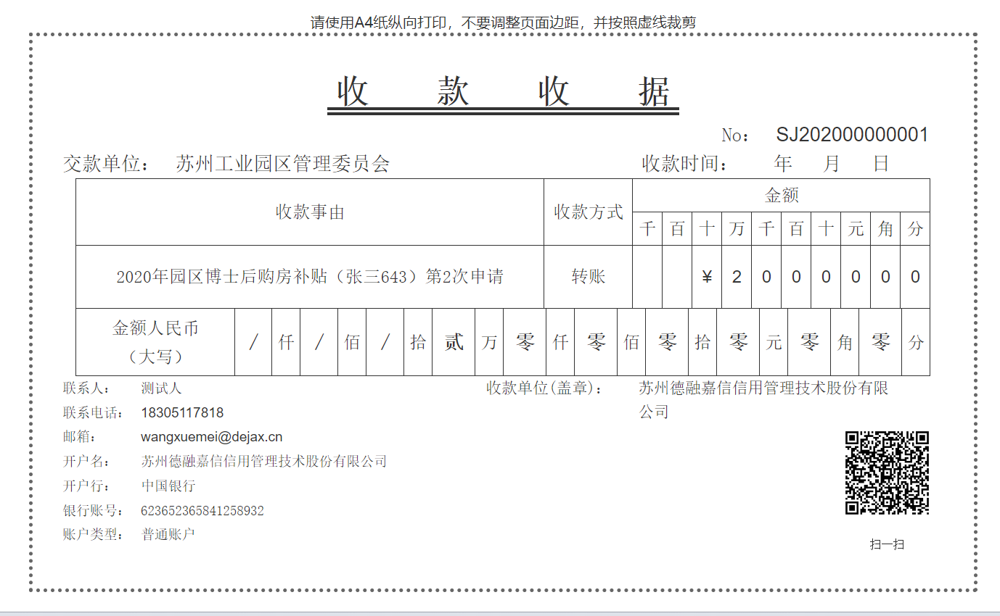 请使用A4纸纵向打印，不要调整页面边距，并按照虚线裁剪
收 款 收 据
No： SJ202000000001
交款单位： 苏州工业园区管理委员会 收款时间： 年 月 日
收款事由 收款方式 金额
千 百 十 万 千 百 十 元 角 分
2020年园区博士后购房补贴（张三643）第2次申请 转账 ¥ 2 0 0 0 0 0 0
金额人民币
（大写） / 仟 / 佰 / 拾 贰 万 零 仟 零 佰 零 拾 零 元 零 角 零 分
联系人： 测试人 收款单位(盖章)： 苏州德融嘉信信用管理技术股份有限
公司
联系电话： 18305117818
邮箱： wangxuemei@dejax.cn
开户名： 苏州德融嘉信信用管理技术股份有限公司
开户行： 中国银行
银行账号： 623652365841258932
账户类型： 普通账户
扫一扫